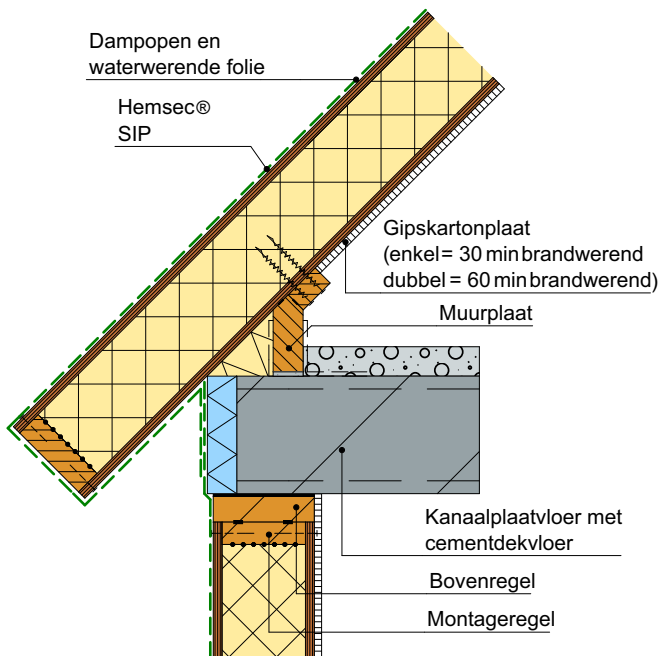 Dampopen en
waterwerende folie
Hemsec®
SIP
Gipskartonplaat
(enkel = 30 min brandwerend
dubbel = 60 min brandwerend)
Muurplaat
Kanaalplaatvloer met
cementdekvloer
Bovenregel
Montageregel